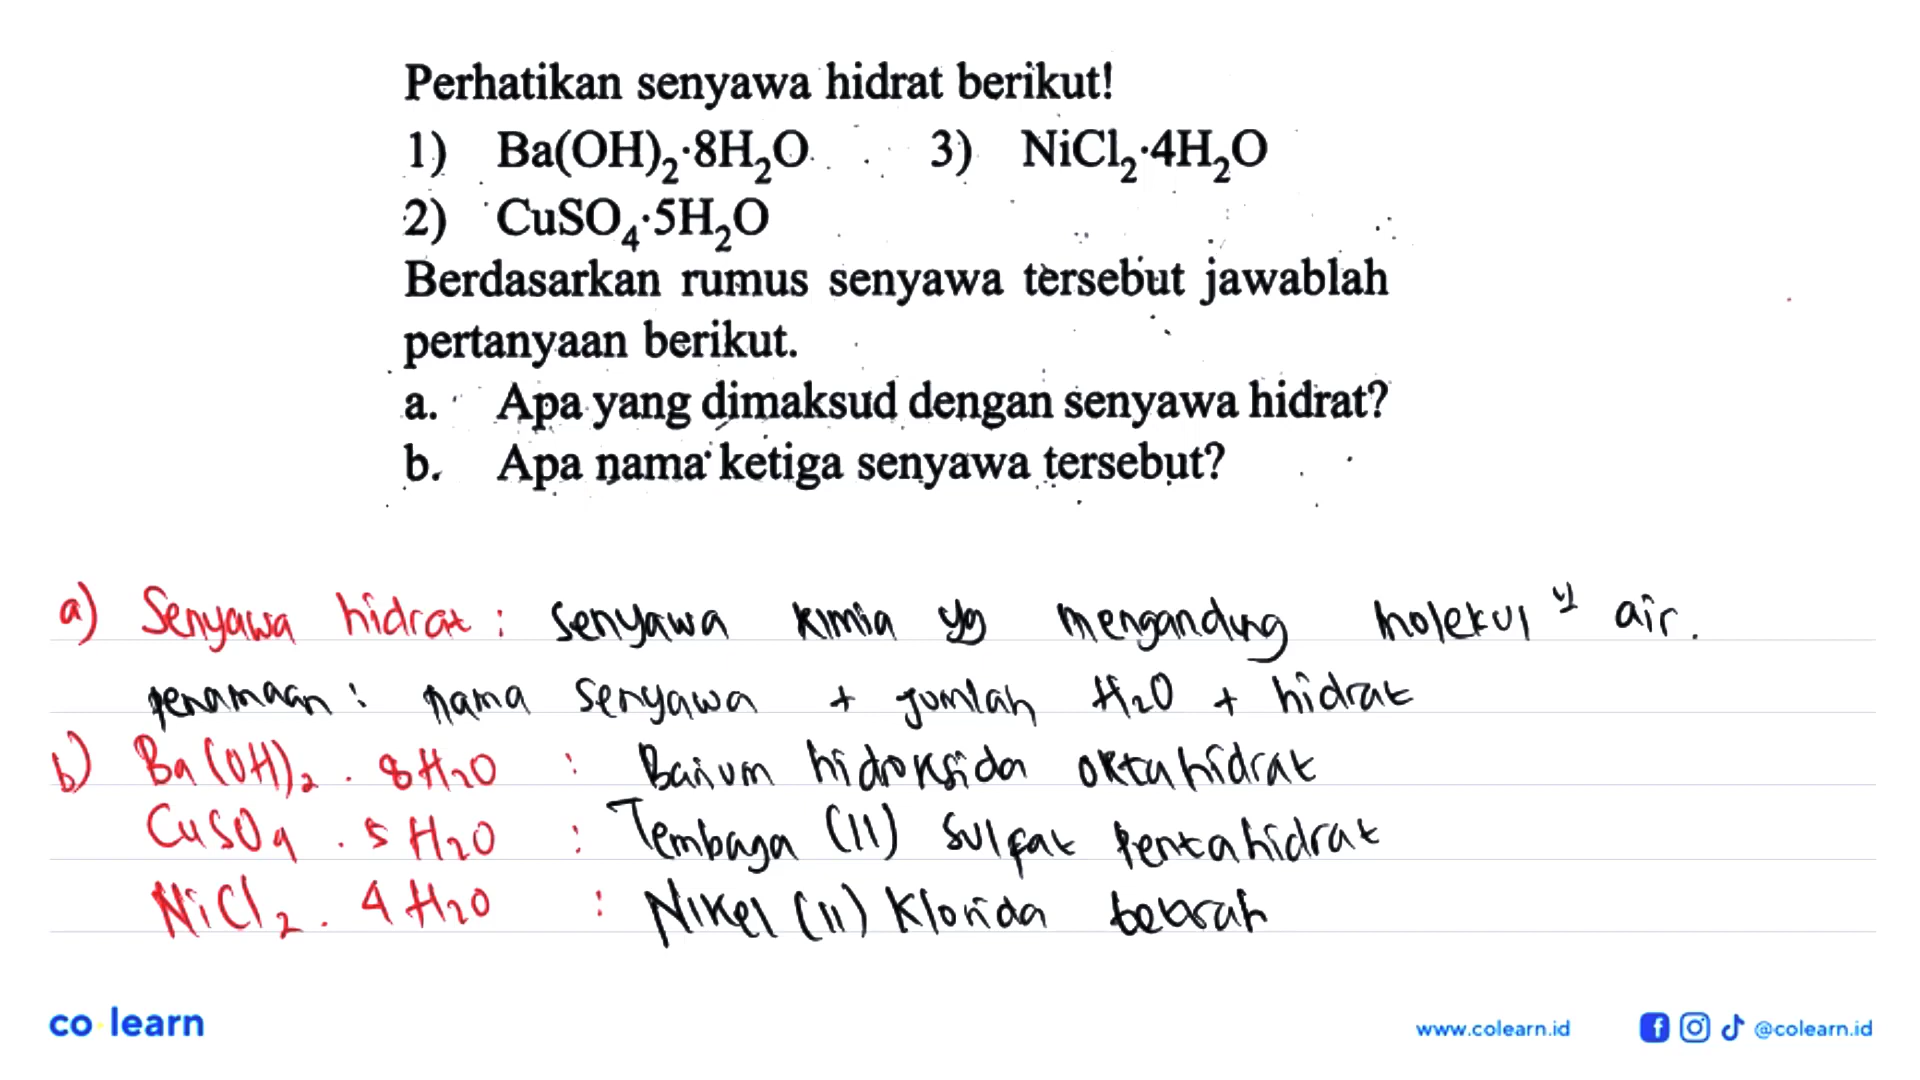 Perhatikan senyawa hidrat berikut!
1) Ba(OH)₂·8H₂O 3) NiCl₂·4H₂O
2) CuSO₄·5H₂O
Berdasarkan rumus senyawa tersebut jawablah
pertanyaan berikut.
a. Apa yang dimaksud dengan senyawa hidrat?
b. Apa nama ketiga senyawa tersebut?
a) Senyawa hidrat : senyawa kimia yg mengandung molekul" air.
penamaan : nama senyawa + jumlah H₂O + hidrat
b) Ba(OH)₂ . 8H₂O : Barium hidroksida oktahidrat
CuSO₄ . 5H₂O : Tembaga (II) sulfat pentahidrat
NiCl₂ . 4H₂O : Nikel (II) klorida
co learn
www.colearn.id @colearn.id